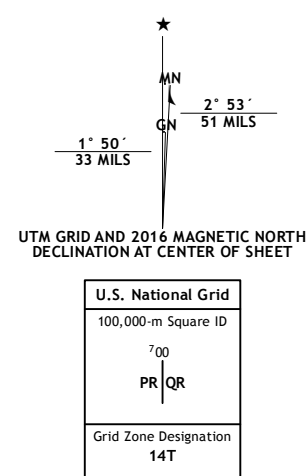 ★
MN
GN
2° 53´
51 MILS
1° 50´
33 MILS
UTM GRID AND 2016 MAGNETIC NORTH
DECLINATION AT CENTER OF SHEET
U.S. National Grid
100,000-m Square ID
⁷00
PR QR
Grid Zone Designation
14T